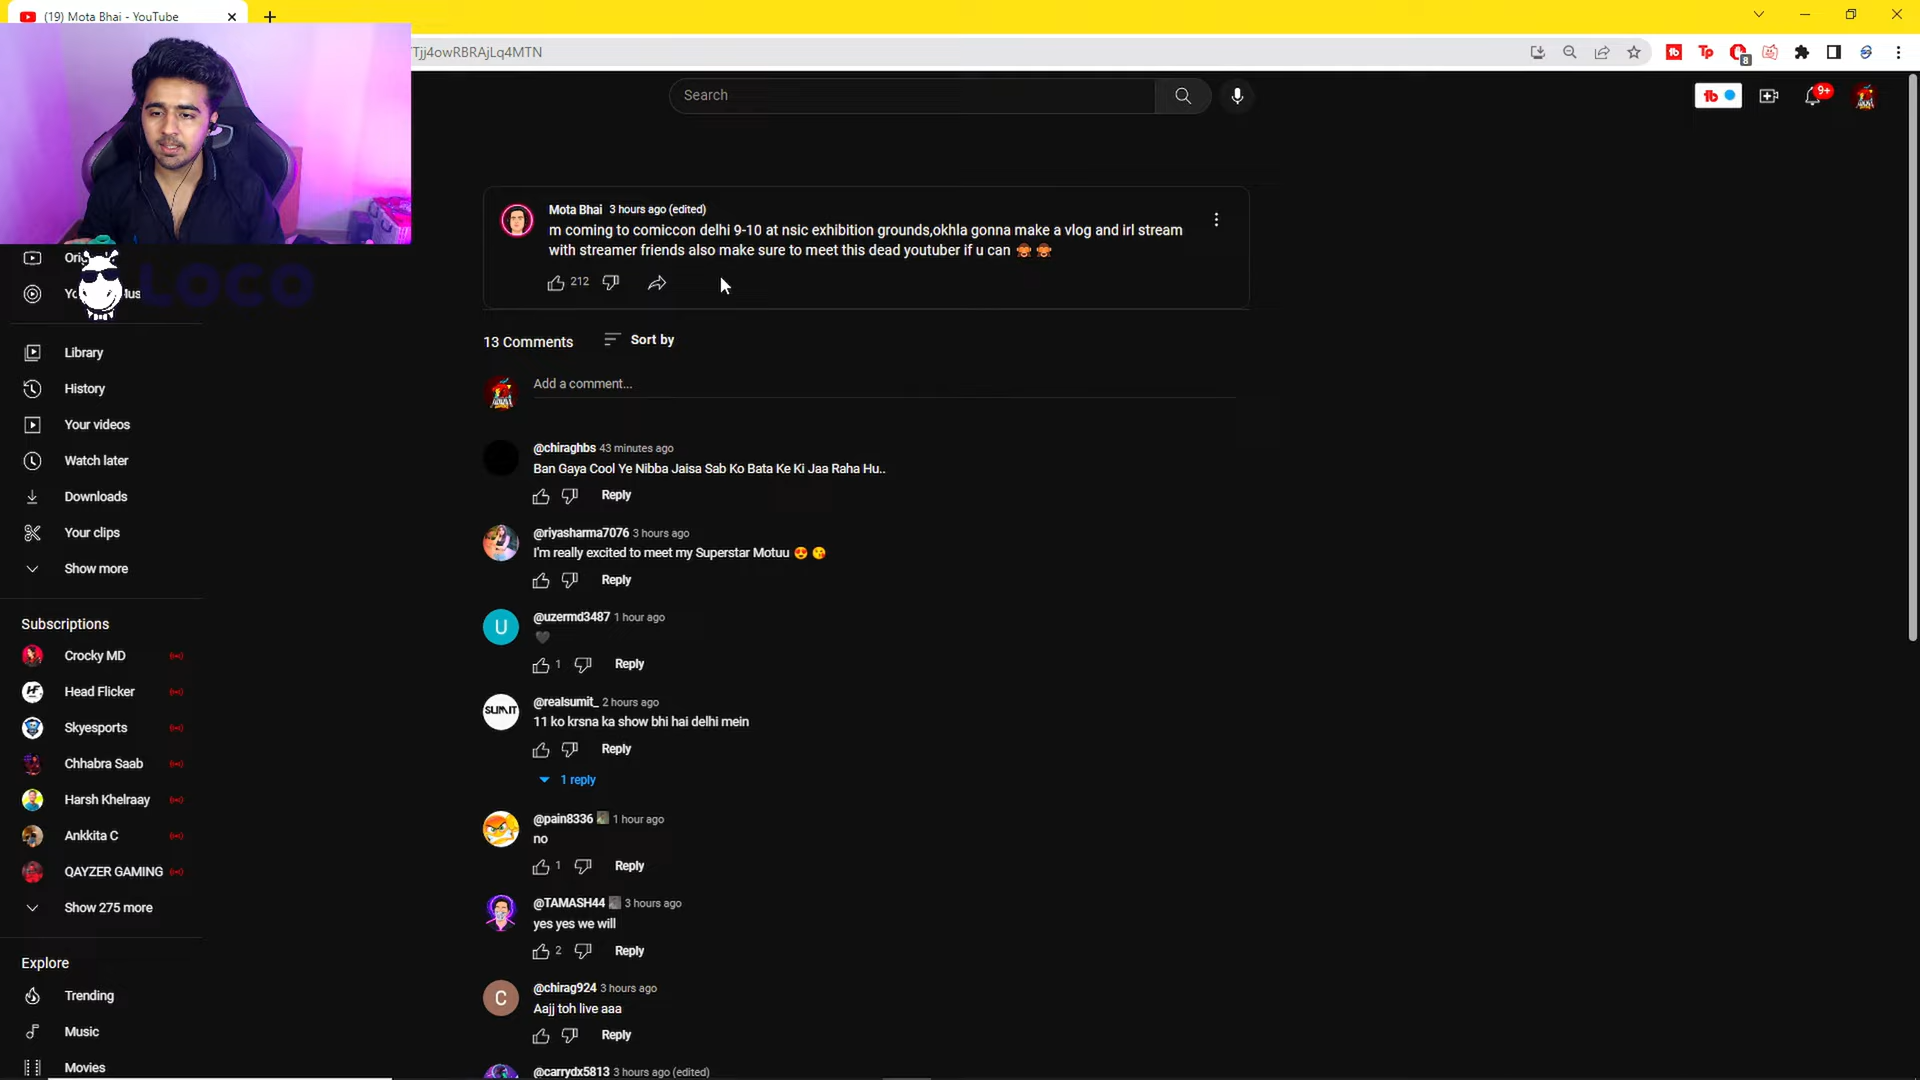 (19) Mota Bhai - YouTube
Tjj4owRBRAjLq4MTN
8
Search
9+
Mota Bhai 3 hours ago (edited)
m coming to comiccon delhi 9-10 at nsic exhibition grounds,okhla gonna make a vlog and irl stream
with streamer friends also make sure to meet this dead youtuber if u can 🙊 🙊
212
LOCO
13 Comments
Sort by
Add a comment...
Library
History
Your videos
Watch later
Downloads
Your clips
Show more
Subscriptions
Crocky MD
Head Flicker
Skyesports
Chhabra Saab
Harsh Khelraay
Ankkita C
QAYZER GAMING
Show 275 more
Explore
Trending
Music
Movies
@chiraghbs 43 minutes ago
Ban Gaya Cool Ye Nibba Jaisa Sab Ko Bata Ke Ki Jaa Raha Hu..
Reply
@riyasharma7076 3 hours ago
I'm really excited to meet my Superstar Motuu 😍 😘
Reply
U
@uzermd3487 1 hour ago
🖤
1 Reply
SUMIT
@realsumit_ 2 hours ago
11 ko krsna ka show bhi hai delhi mein
Reply
1 reply
@pain8336 1 hour ago
no
1 Reply
@TAMASH44 3 hours ago
yes yes we will
2 Reply
C
@chirag924 3 hours ago
Aajj toh live aaa
Reply
@carrydx5813 3 hours ago (edited)